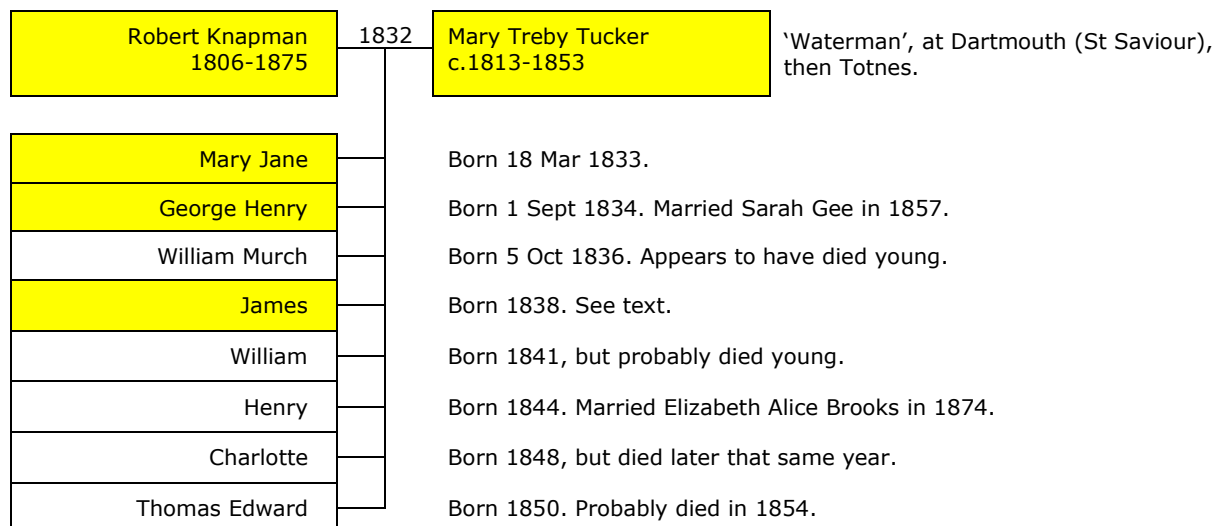 Robert Knapman 1832 Mary Treby Tucker
1806-1875 c.1813-1853
‘Waterman’, at Dartmouth (St Saviour),
then Totnes.
Mary Jane Born 18 Mar 1833.
George Henry Born 1 Sept 1834. Married Sarah Gee in 1857.
William Murch Born 5 Oct 1836. Appears to have died young.
James Born 1838. See text.
William Born 1841, but probably died young.
Henry Born 1844. Married Elizabeth Alice Brooks in 1874.
Charlotte Born 1848, but died later that same year.
Thomas Edward Born 1850. Probably died in 1854.